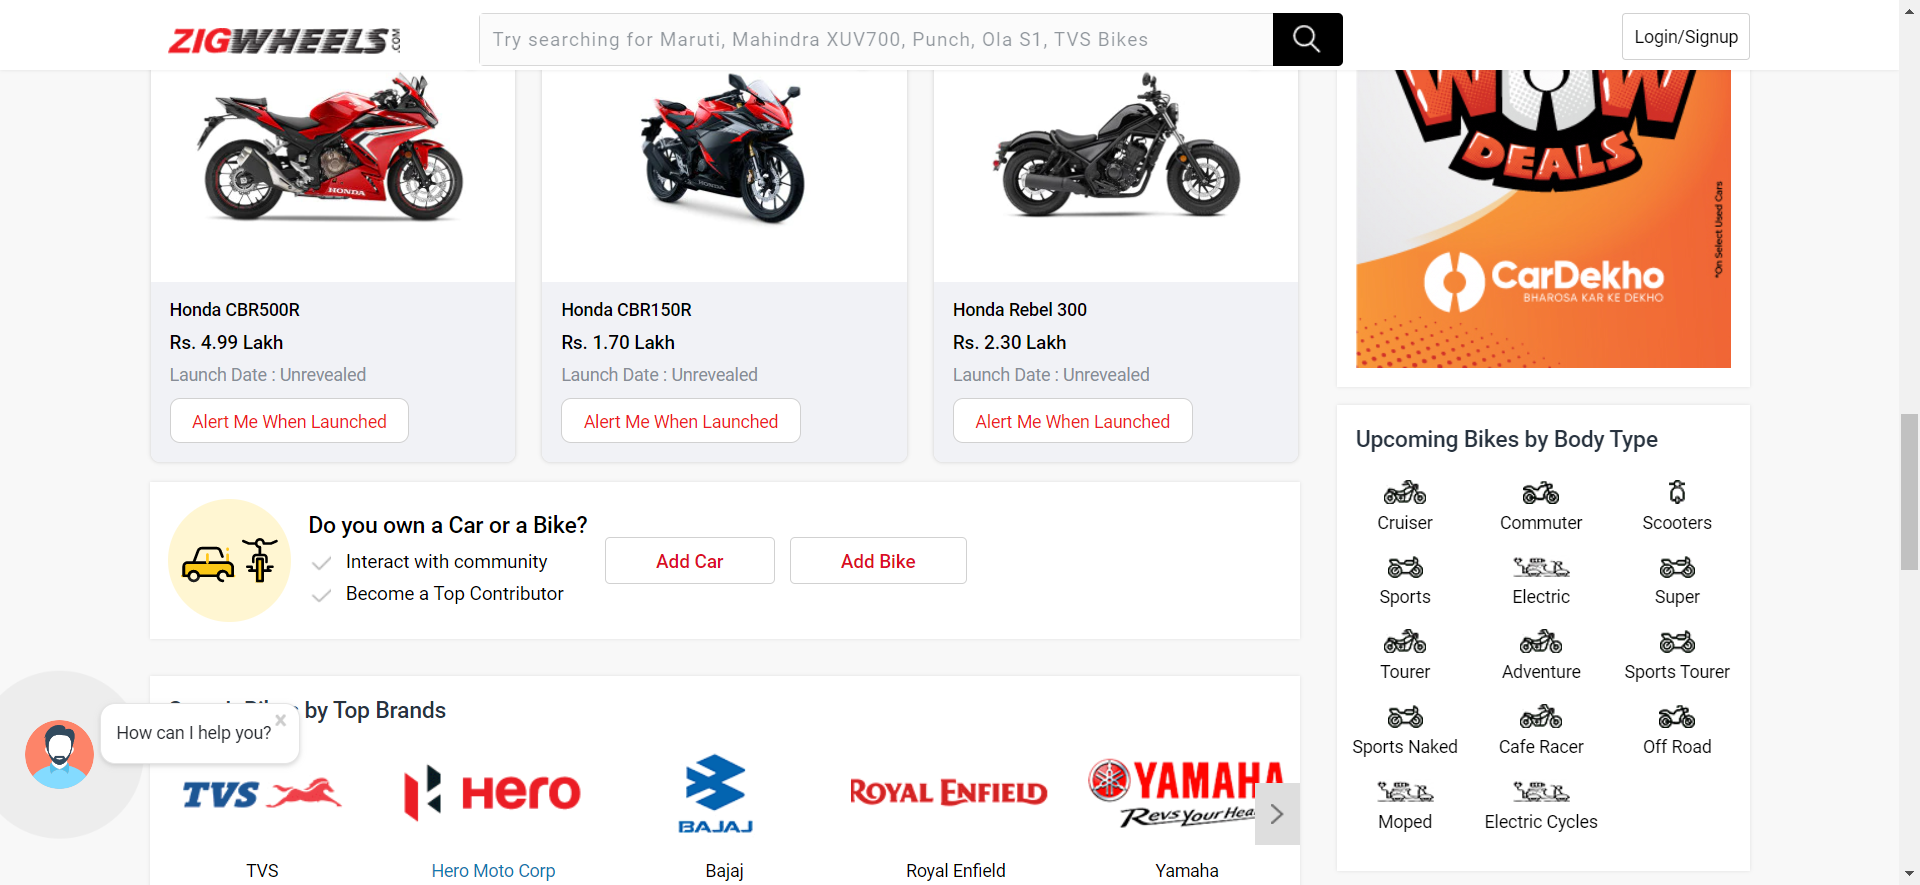 ZIGWHEELS.COM
Try searching for Maruti, Mahindra XUV700, Punch, Ola S1, TVS Bikes
Login/Signup
HONDA
HONDA
Honda CBR500R
Rs. 4.99 Lakh
Launch Date : Unrevealed
Alert Me When Launched
Honda CBR150R
Rs. 1.70 Lakh
Launch Date : Unrevealed
Alert Me When Launched
Honda Rebel 300
Rs. 2.30 Lakh
Launch Date : Unrevealed
Alert Me When Launched
WOW
DEALS
*On Select Used Cars
CarDekho
BHAROSA KAR KE DEKHO
Upcoming Bikes by Body Type
Cruiser
Commuter
Scooters
Sports
Electric
Super
Tourer
Adventure
Sports Tourer
Sports Naked
Cafe Racer
Off Road
Moped
Electric Cycles
Do you own a Car or a Bike?
Interact with community
Become a Top Contributor
Add Car
Add Bike
by Top Brands
How can I help you?
x
TVS
Hero
BAJAJ
ROYAL ENFIELD
YAMAHA
Revs Your
TVS
Hero Moto Corp
Bajaj
Royal Enfield
Yamaha